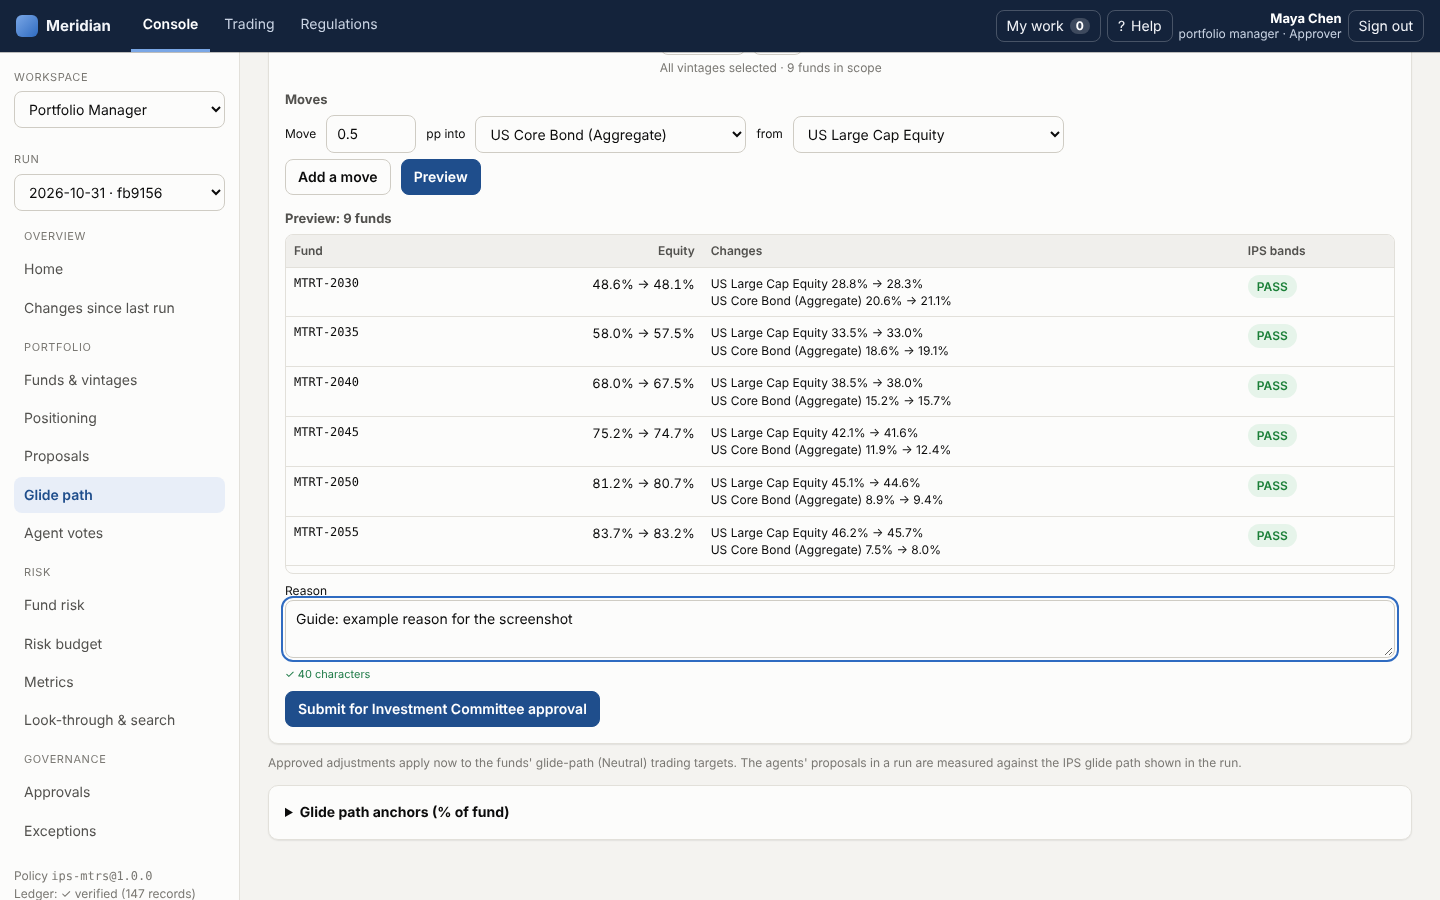 Meridian
Console
Trading
Regulations
My work 0
? Help
Maya Chen
portfolio manager · Approver
Sign out
WORKSPACE
Portfolio Manager
RUN
2026-10-31 · fb9156
OVERVIEW
Home
Changes since last run
PORTFOLIO
Funds & vintages
Positioning
Proposals
Glide path
Agent votes
RISK
Fund risk
Risk budget
Metrics
Look-through & search
GOVERNANCE
Approvals
Exceptions
Policy ips-mtrs@1.0.0
Ledger: ✓ verified (147 records)
All vintages selected · 9 funds in scope
Moves
Move 0.5 pp into US Core Bond (Aggregate) from US Large Cap Equity
Add a move Preview
Preview: 9 funds
Fund Equity Changes IPS bands
MTRT-2030 48.6% → 48.1% US Large Cap Equity 28.8% → 28.3% PASS
US Core Bond (Aggregate) 20.6% → 21.1%
MTRT-2035 58.0% → 57.5% US Large Cap Equity 33.5% → 33.0% PASS
US Core Bond (Aggregate) 18.6% → 19.1%
MTRT-2040 68.0% → 67.5% US Large Cap Equity 38.5% → 38.0% PASS
US Core Bond (Aggregate) 15.2% → 15.7%
MTRT-2045 75.2% → 74.7% US Large Cap Equity 42.1% → 41.6% PASS
US Core Bond (Aggregate) 11.9% → 12.4%
MTRT-2050 81.2% → 80.7% US Large Cap Equity 45.1% → 44.6% PASS
US Core Bond (Aggregate) 8.9% → 9.4%
MTRT-2055 83.7% → 83.2% US Large Cap Equity 46.2% → 45.7% PASS
US Core Bond (Aggregate) 7.5% → 8.0%
Reason
Guide: example reason for the screenshot
✓ 40 characters
Submit for Investment Committee approval
Approved adjustments apply now to the funds' glide-path (Neutral) trading targets. The agents' proposals in a run are measured against the IPS glide path shown in the run.
▶ Glide path anchors (% of fund)